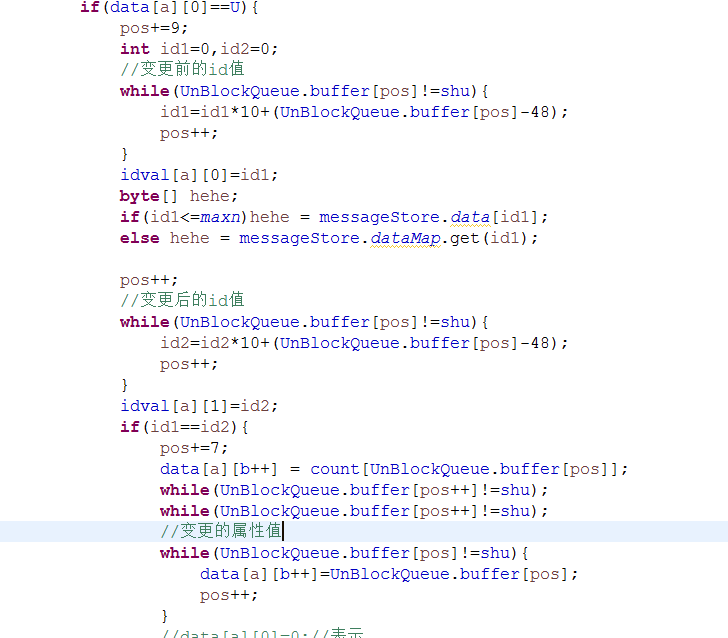 if(data[a][0]==U){
pos+=9;
int id1=0,id2=0;
//变更前的id值
while(UnBlockQueue.buffer[pos]!=shu){
id1=id1*10+(UnBlockQueue.buffer[pos]-48);
pos++;
}
idval[a][0]=id1;
byte[] hehe;
if(id1<=maxn)hehe = messageStore.data[id1];
else hehe = messageStore.dataMap.get(id1);
pos++;
//变更后的id值
while(UnBlockQueue.buffer[pos]!=shu){
id2=id2*10+(UnBlockQueue.buffer[pos]-48);
pos++;
}
idval[a][1]=id2;
if(id1==id2){
pos+=7;
data[a][b++] = count[UnBlockQueue.buffer[pos]];
while(UnBlockQueue.buffer[pos++]!=shu);
while(UnBlockQueue.buffer[pos++]!=shu);
//变更的属性值
while(UnBlockQueue.buffer[pos]!=shu){
data[a][b++]=UnBlockQueue.buffer[pos];
pos++;
}
//data[a][0]=0;//表示